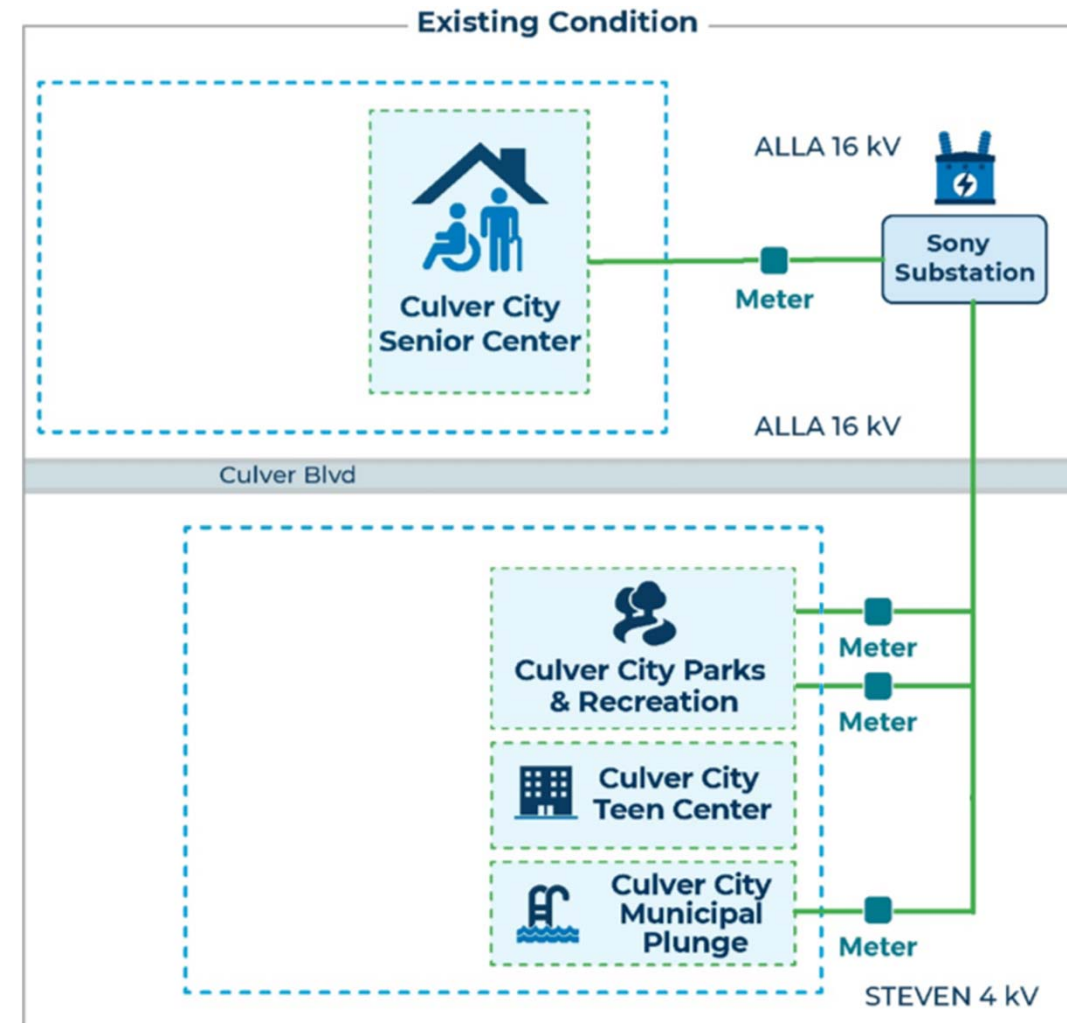 Existing Condition
ALLA 16 kV
Sony
Substation
Meter
Culver City
Senior Center
ALLA 16 kV
Culver Blvd
Meter
Culver City Parks
& Recreation
Meter
Culver City
Teen Center
Culver City
Municipal
Plunge
Meter
STEVEN 4 kV